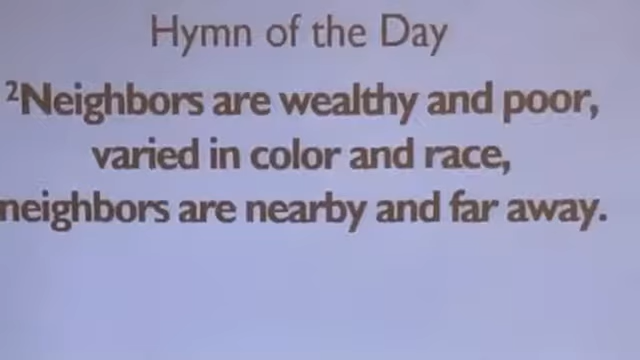 Hymn of the Day
²Neighbors are wealthy and poor,
varied in color and race,
neighbors are nearby and far away.